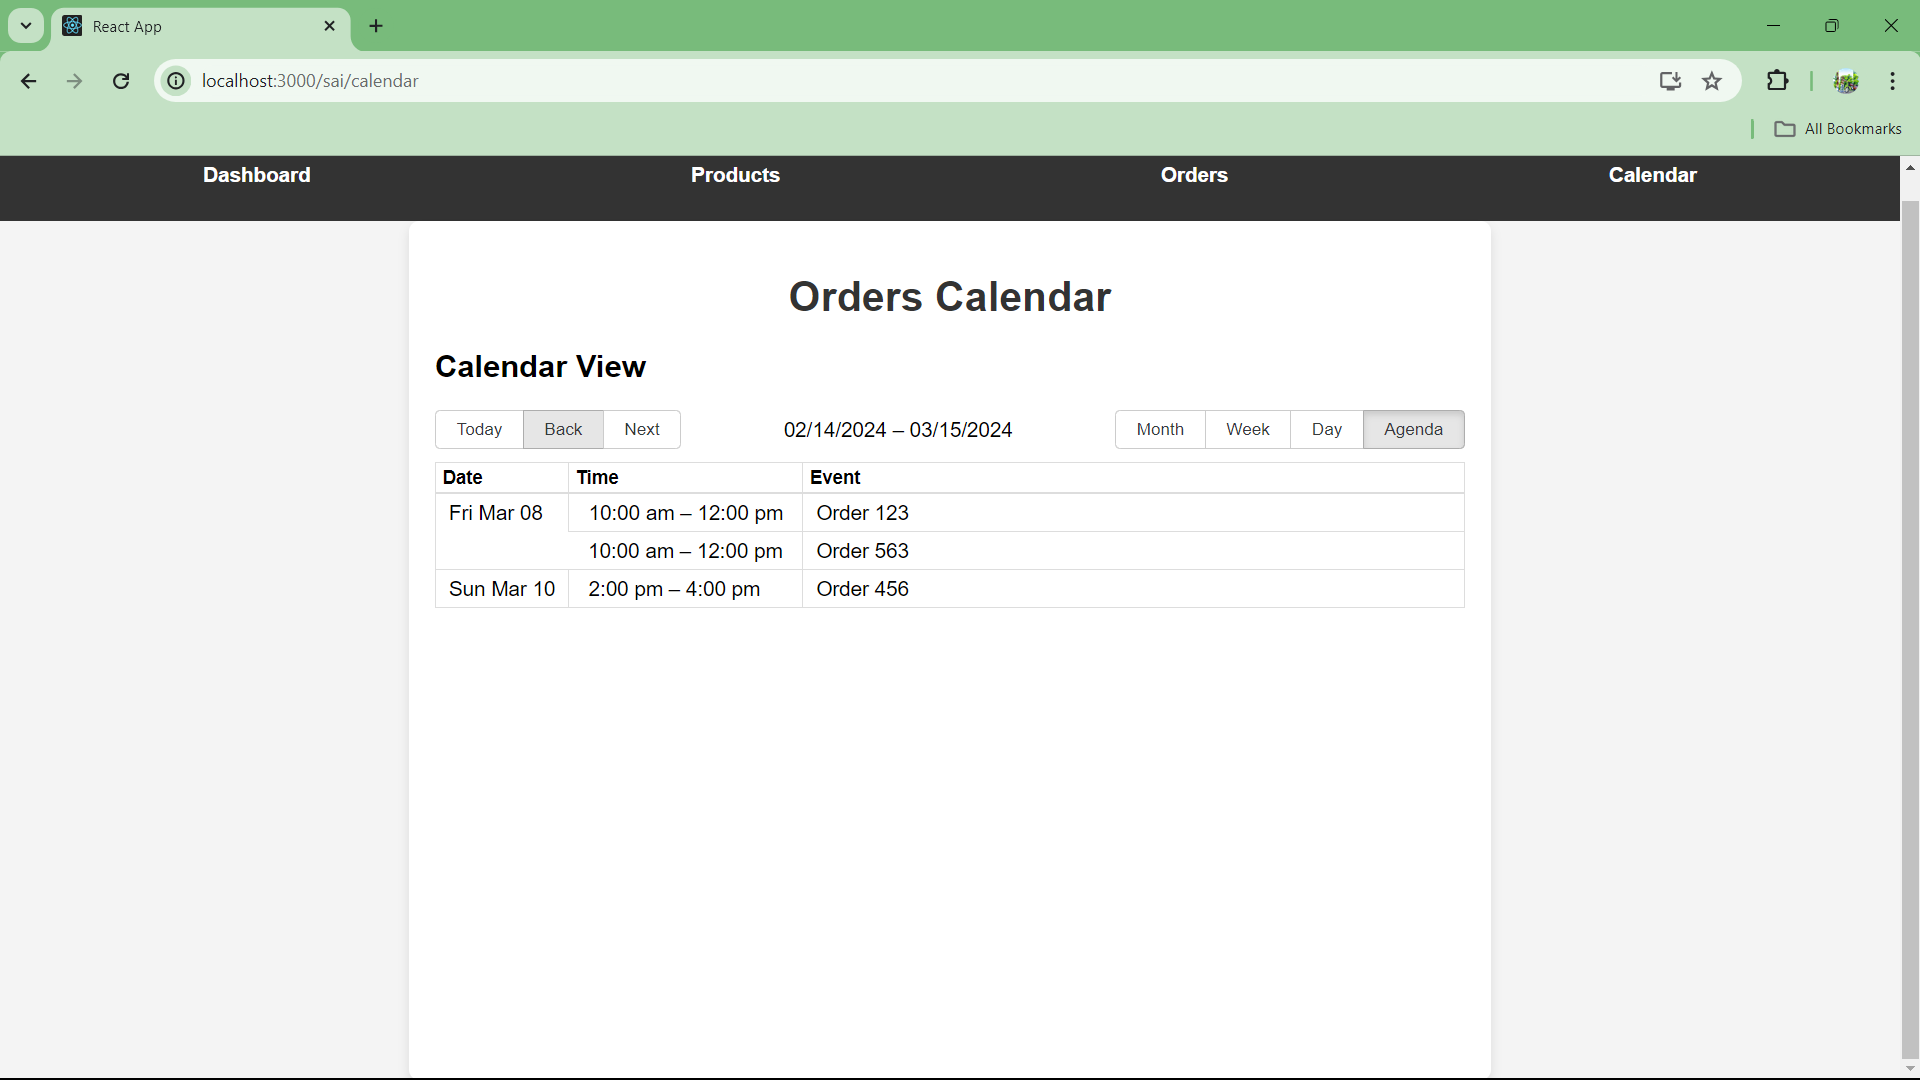 React App
localhost:3000/sai/calendar
All Bookmarks
Dashboard Products Orders Calendar
Orders Calendar
Calendar View
Today Back Next 02/14/2024 – 03/15/2024 Month Week Day Agenda
Date Time Event
Fri Mar 08 10:00 am – 12:00 pm Order 123
10:00 am – 12:00 pm Order 563
Sun Mar 10 2:00 pm – 4:00 pm Order 456